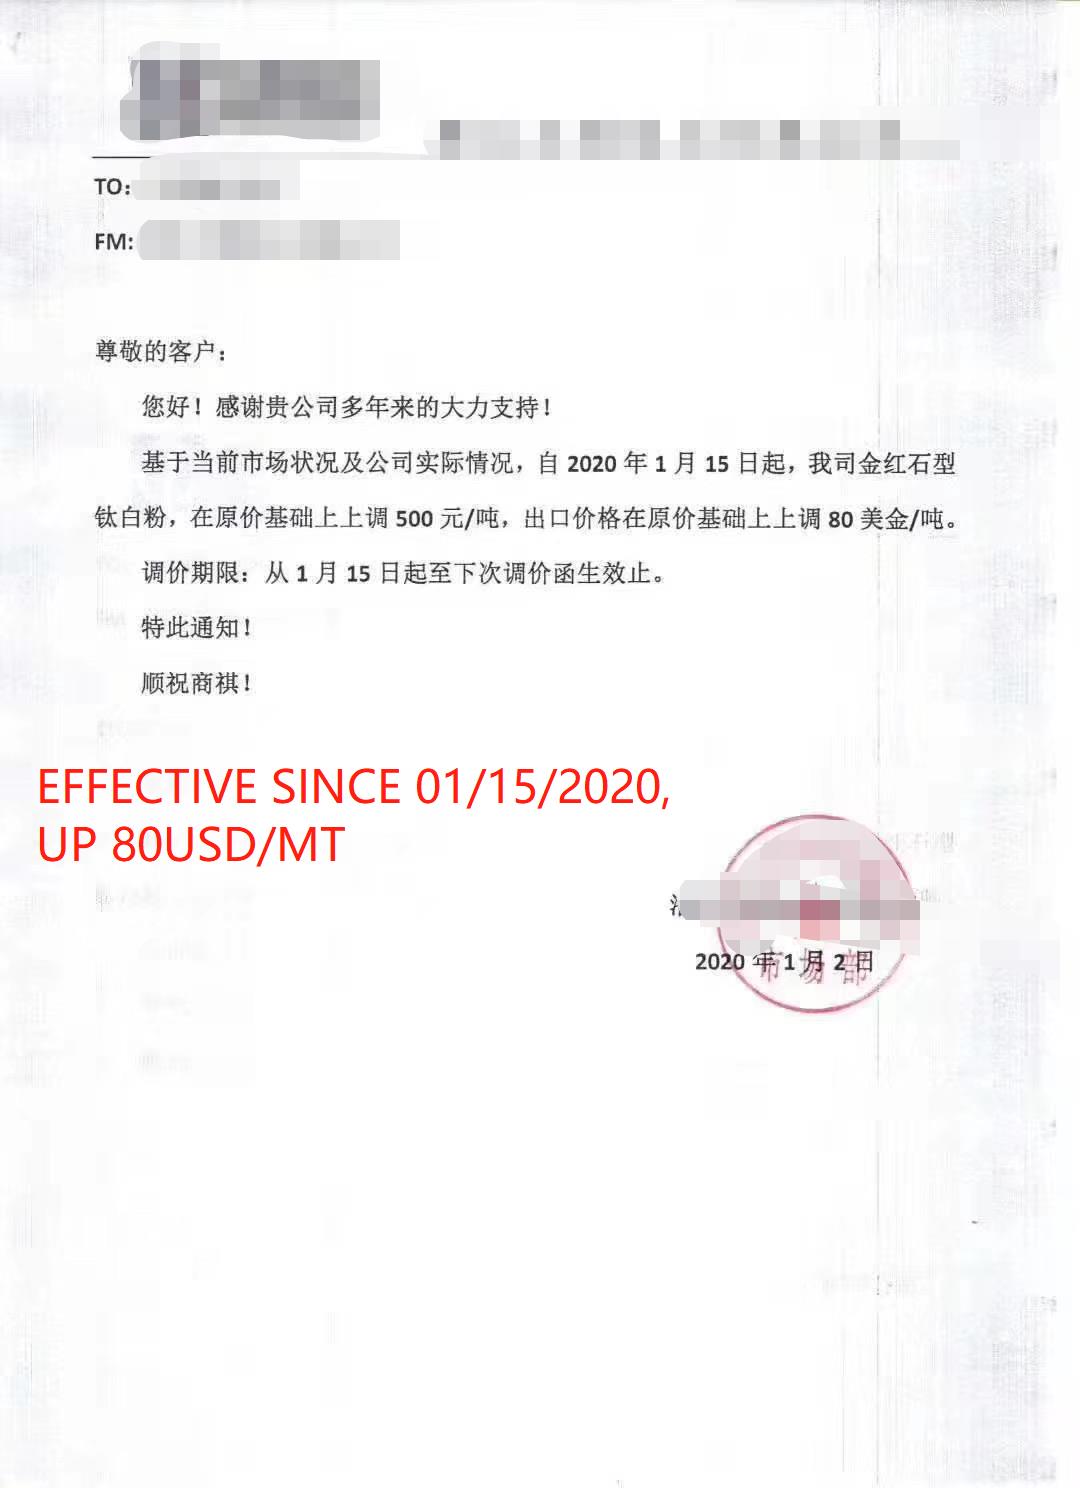 TO:
FM:
尊敬的客户：
您好！感谢贵公司多年来的大力支持！
基于当前市场状况及公司实际情况，自 2020 年 1 月 15 日起，我司金红石型
钛白粉，在原价基础上上调 500 元/吨，出口价格在原价基础上上调 80 美金/吨。
调价期限：从 1 月 15 日起至下次调价函生效止。
特此通知！
顺祝商祺！
EFFECTIVE SINCE 01/15/2020,
UP 80USD/MT
2020 年 1 月 2 日
市场部